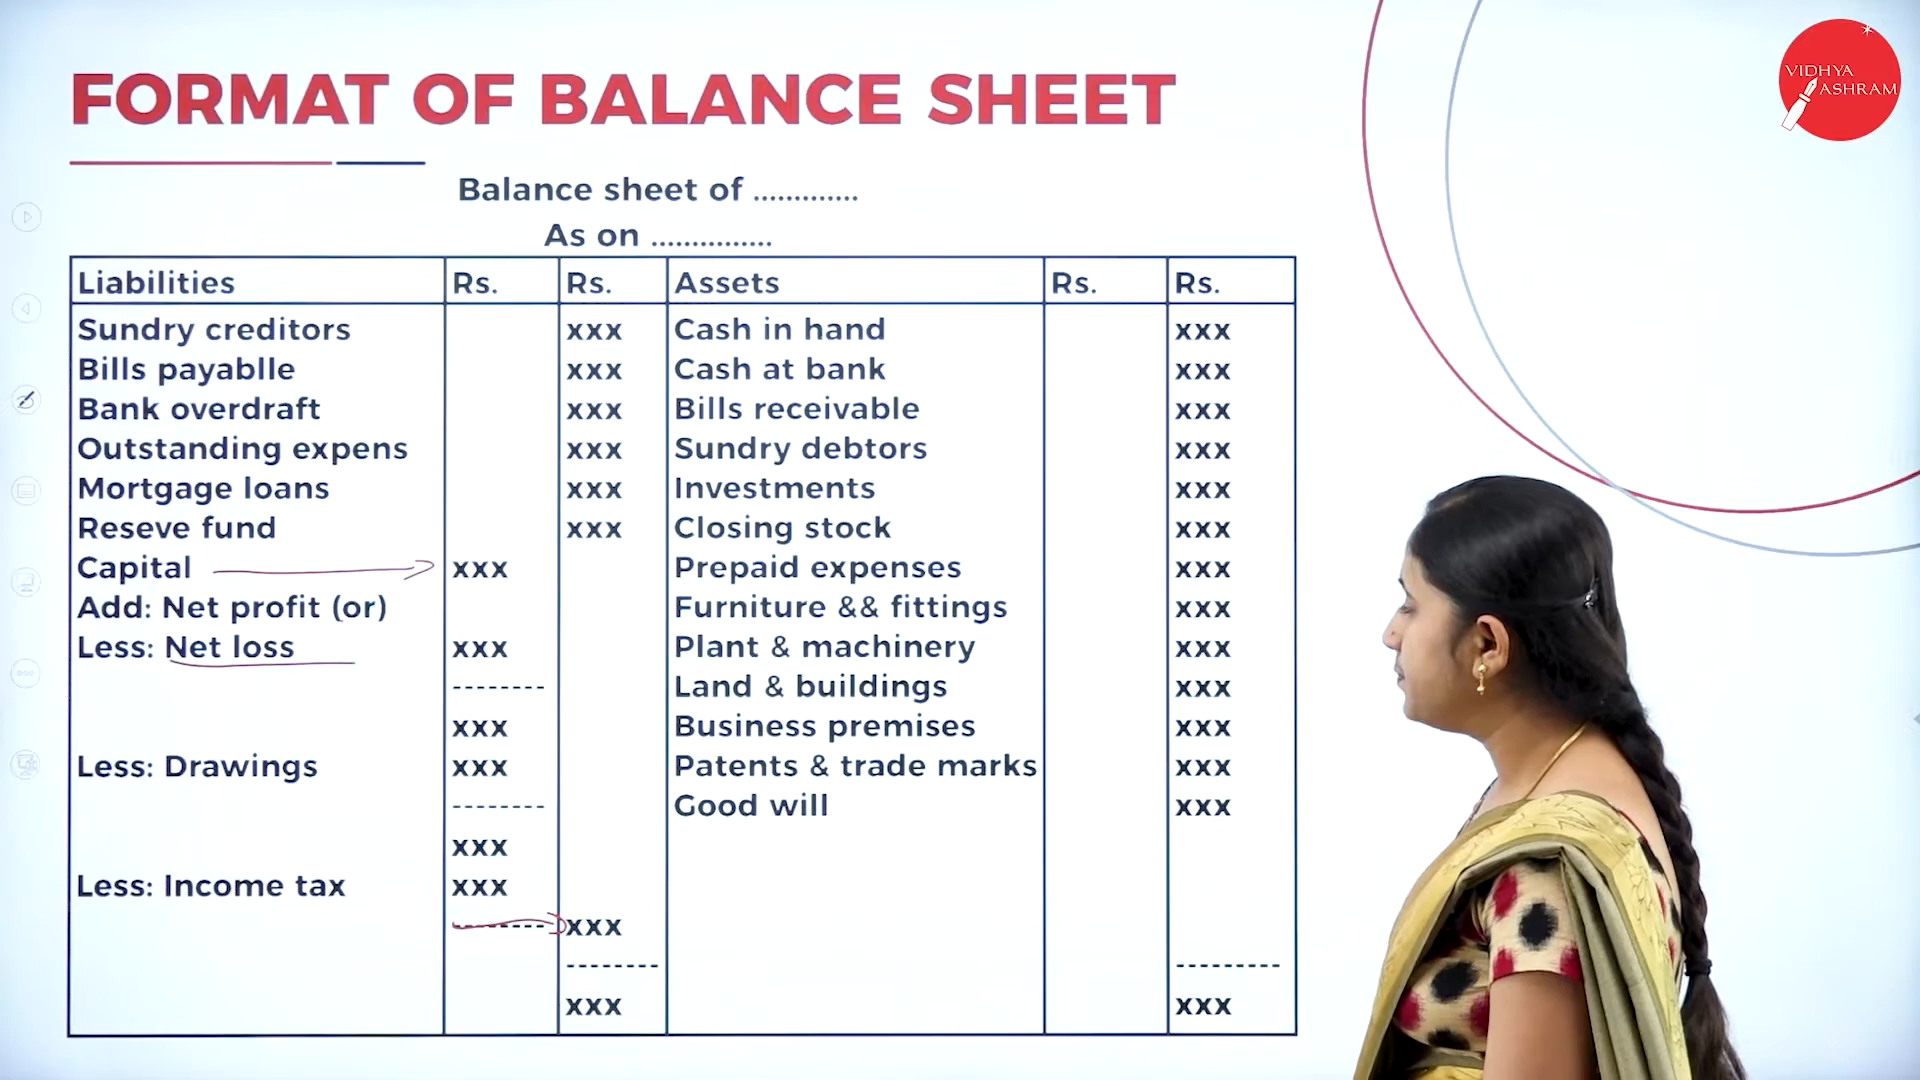 FORMAT OF BALANCE SHEET
VIDHYA
ASHRAM
Balance sheet of .............
As on ...............
Liabilities Rs. Rs. Assets Rs. Rs.
Sundry creditors xxx Cash in hand xxx
Bills payablle xxx Cash at bank xxx
Bank overdraft xxx Bills receivable xxx
Outstanding expens xxx Sundry debtors xxx
Mortgage loans xxx Investments xxx
Reseve fund xxx Closing stock xxx
Capital xxx Prepaid expenses xxx
Add: Net profit (or) Furniture && fittings xxx
Less: Net loss xxx Plant & machinery xxx
-------- Land & buildings xxx
xxx Business premises xxx
Less: Drawings xxx Patents & trade marks xxx
-------- Good will xxx
xxx
Less: Income tax xxx
-------- xxx
-------- ---------
xxx xxx